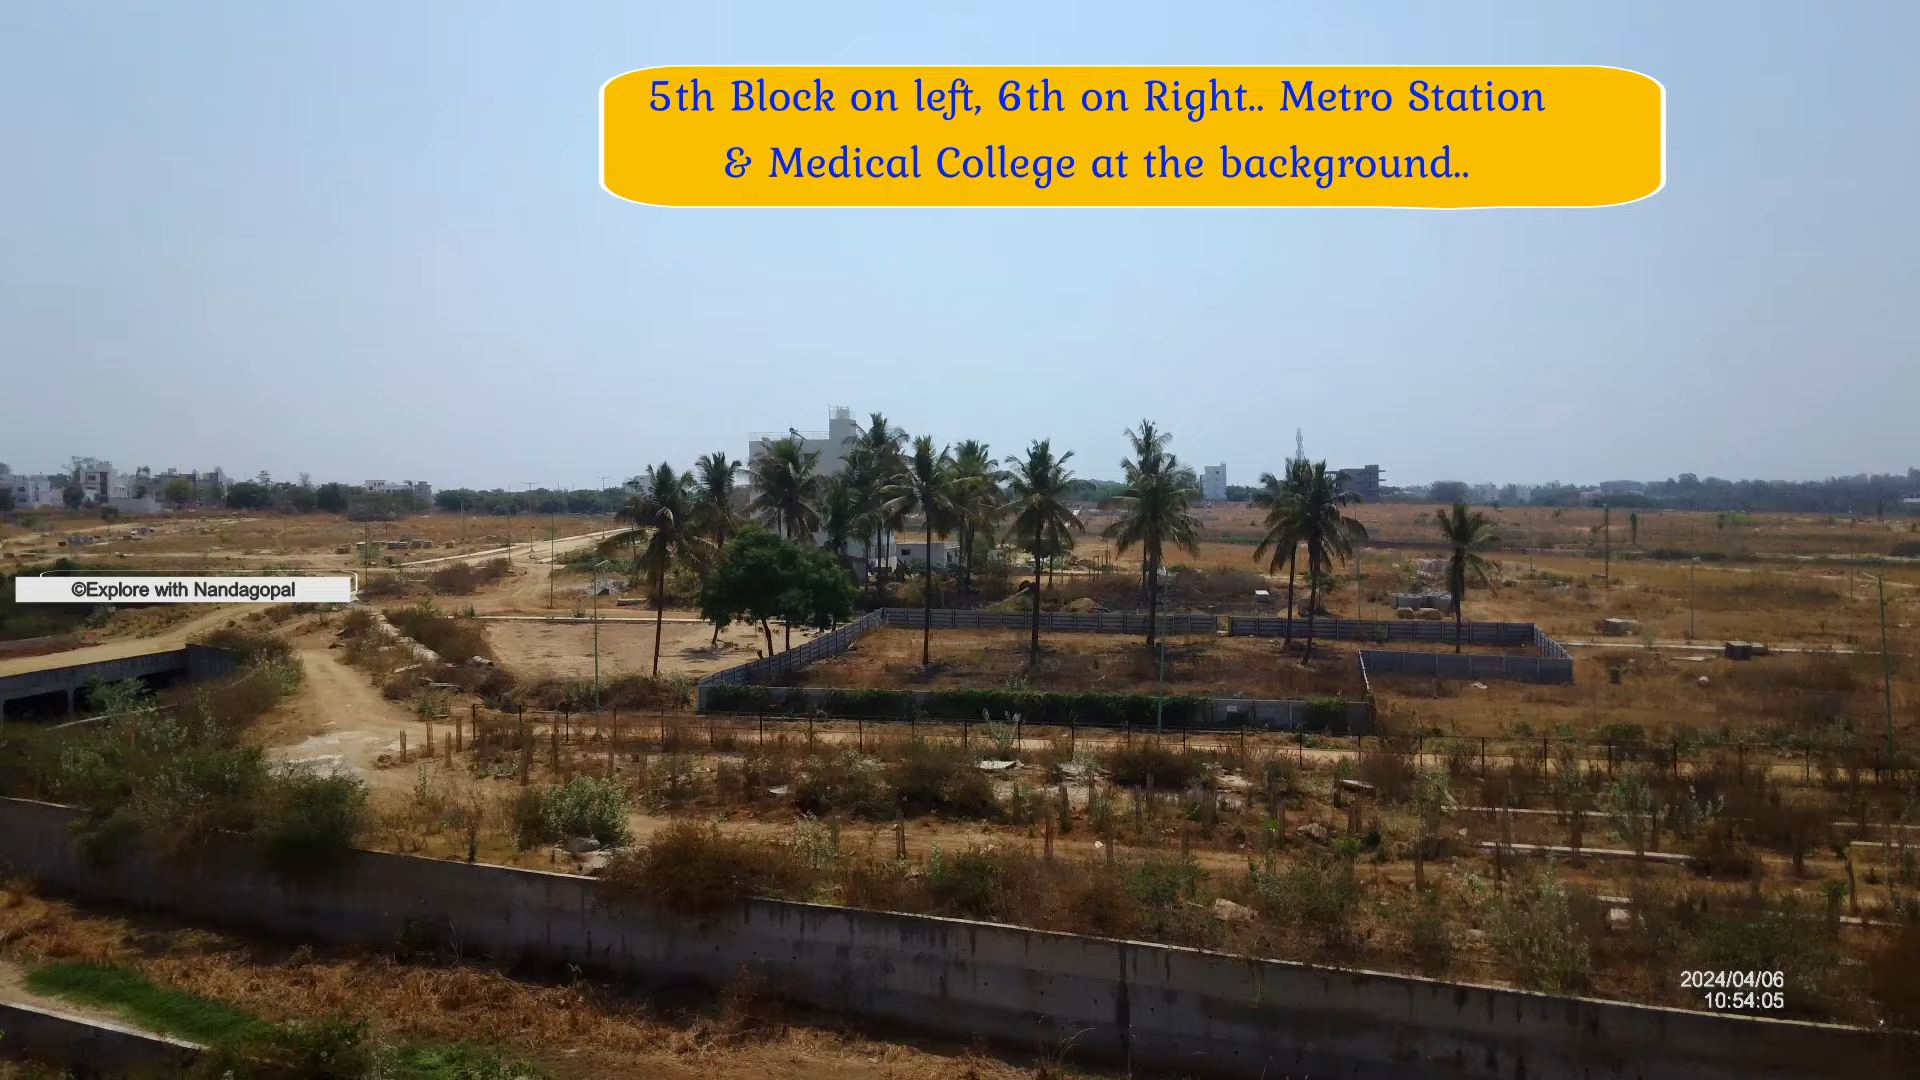 5th Block on left, 6th on Right.. Metro Station
& Medical College at the background..
©Explore with Nandagopal
2024/04/06
10:54:05